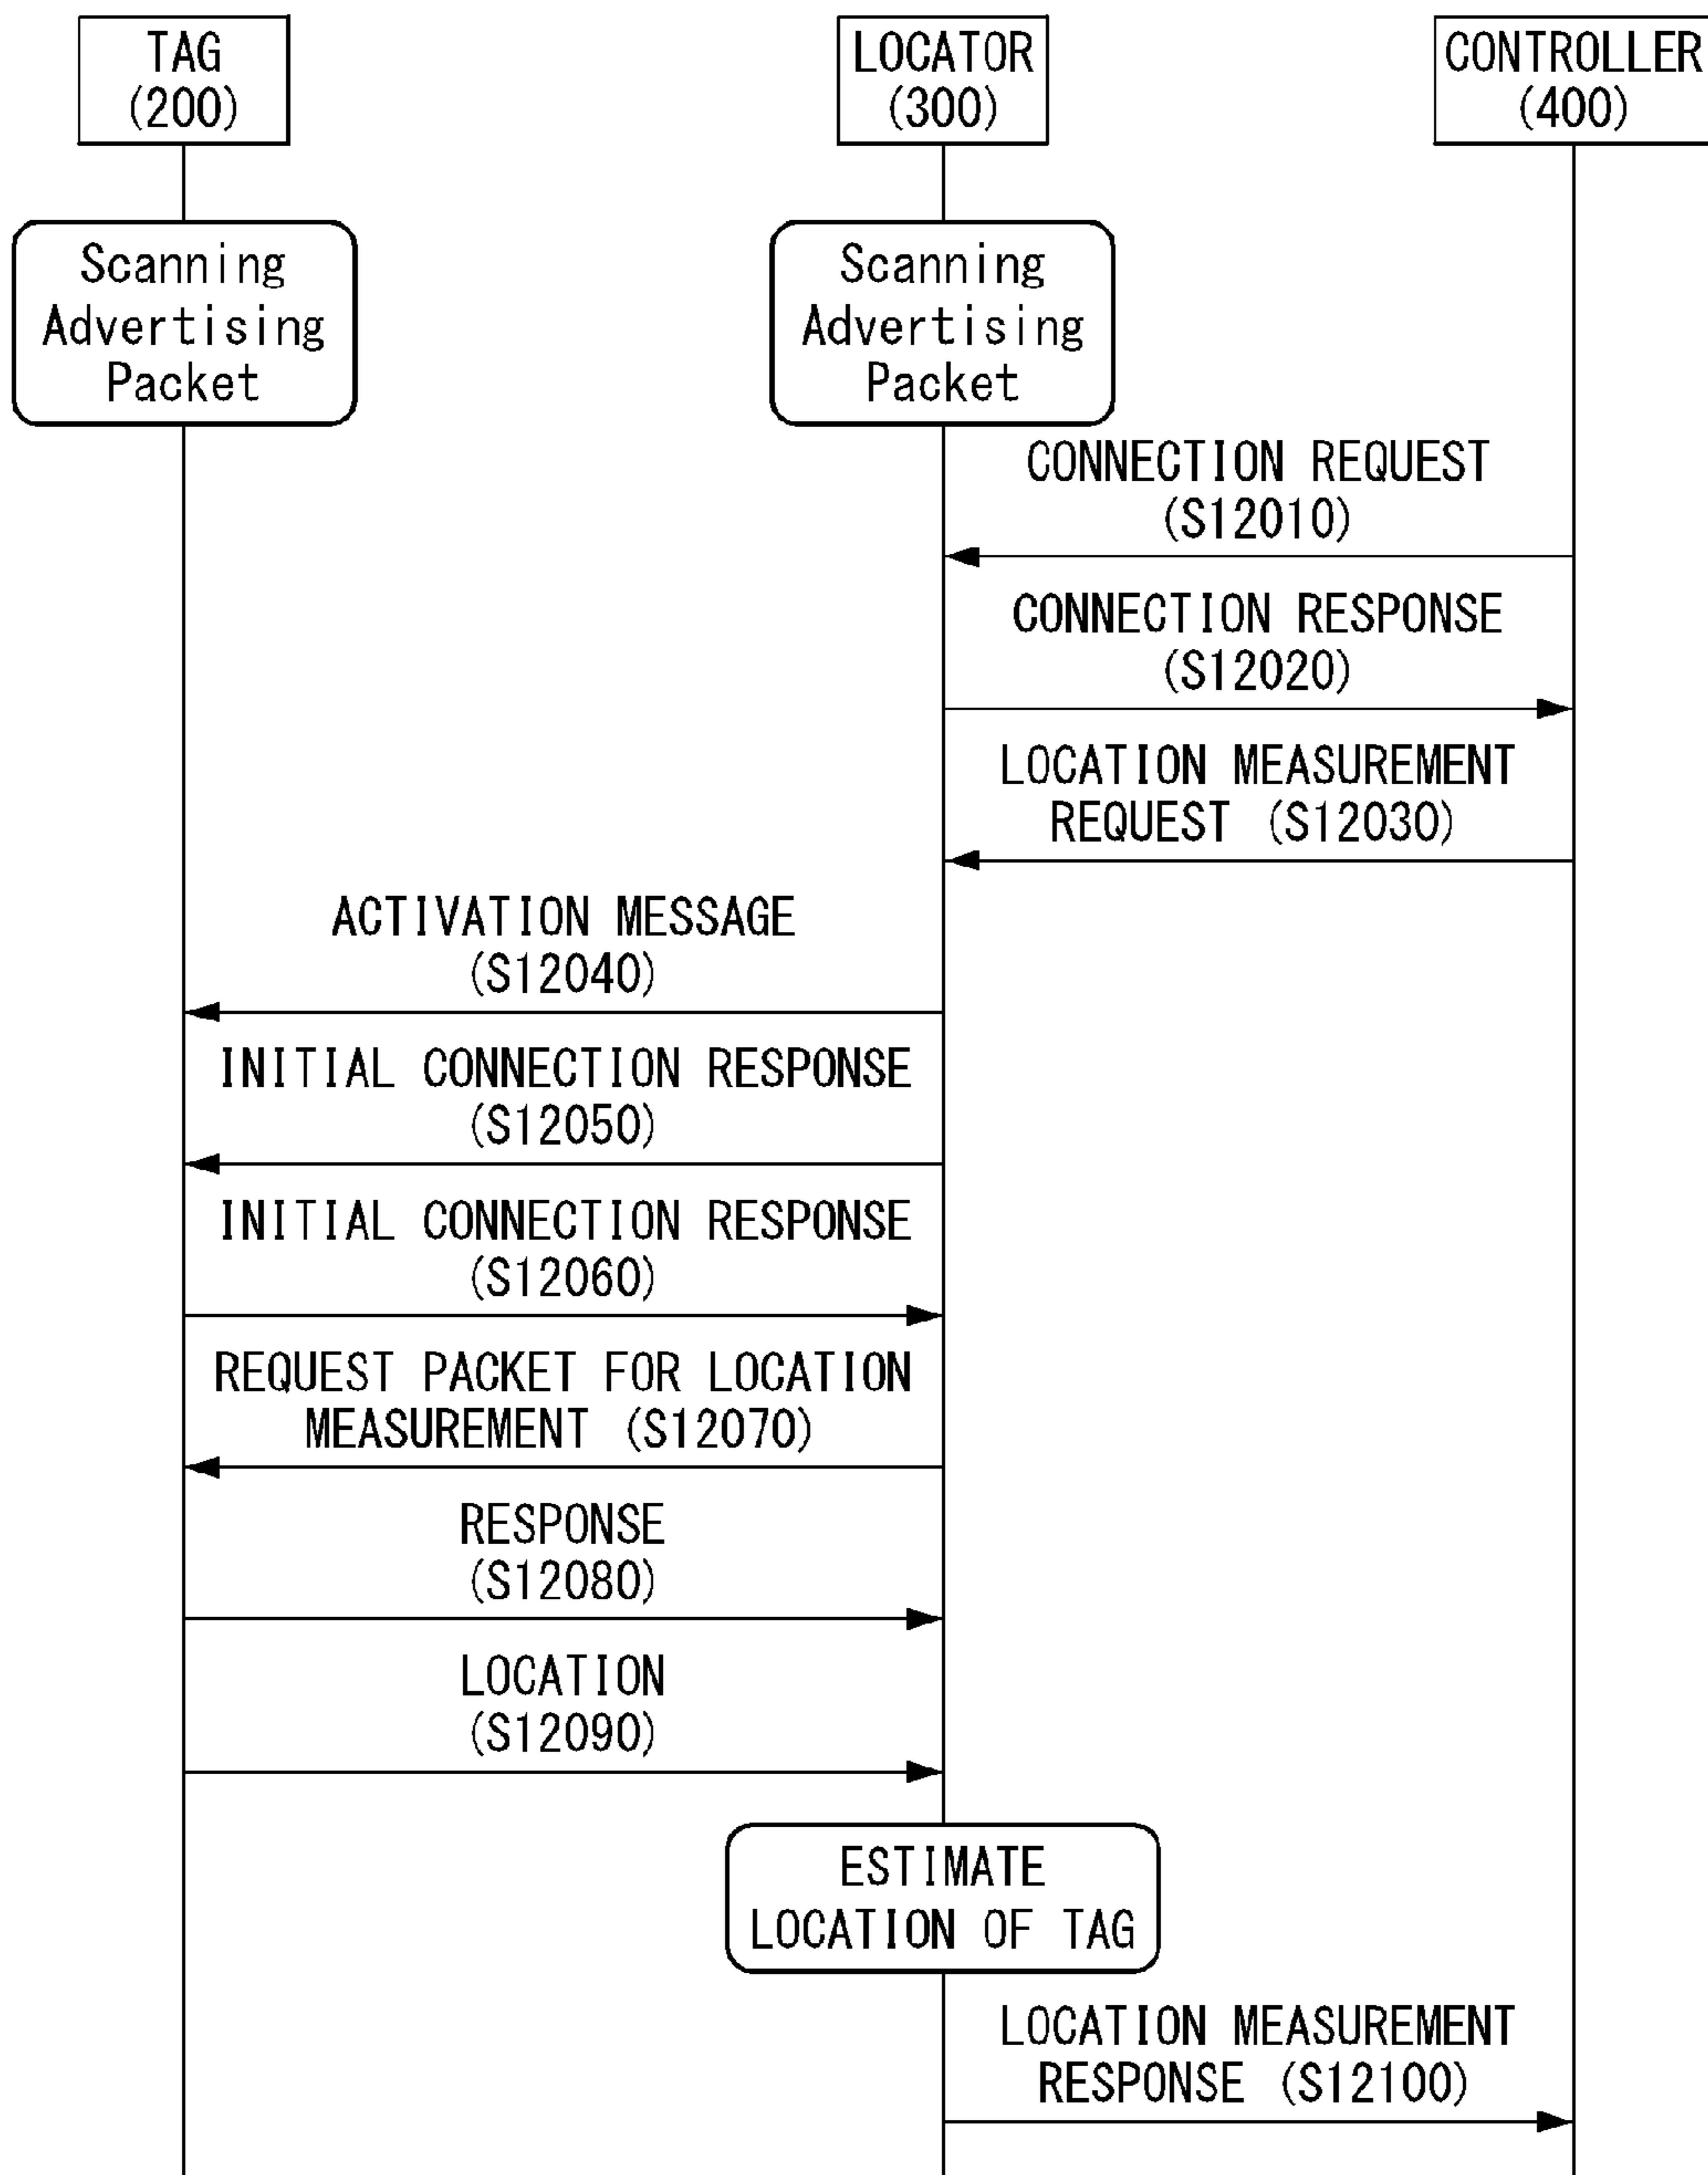 TAG
(200)
LOCATOR
(300)
CONTROLLER
(400)
Scanning
Advertising
Packet
Scanning
Advertising
Packet
CONNECTION REQUEST
(S12010)
CONNECTION RESPONSE
(S12020)
LOCATION MEASUREMENT
REQUEST (S12030)
ACTIVATION MESSAGE
(S12040)
INITIAL CONNECTION RESPONSE
(S12050)
INITIAL CONNECTION RESPONSE
(S12060)
REQUEST PACKET FOR LOCATION
MEASUREMENT (S12070)
RESPONSE
(S12080)
LOCATION
(S12090)
ESTIMATE
LOCATION OF TAG
LOCATION MEASUREMENT
RESPONSE (S12100)